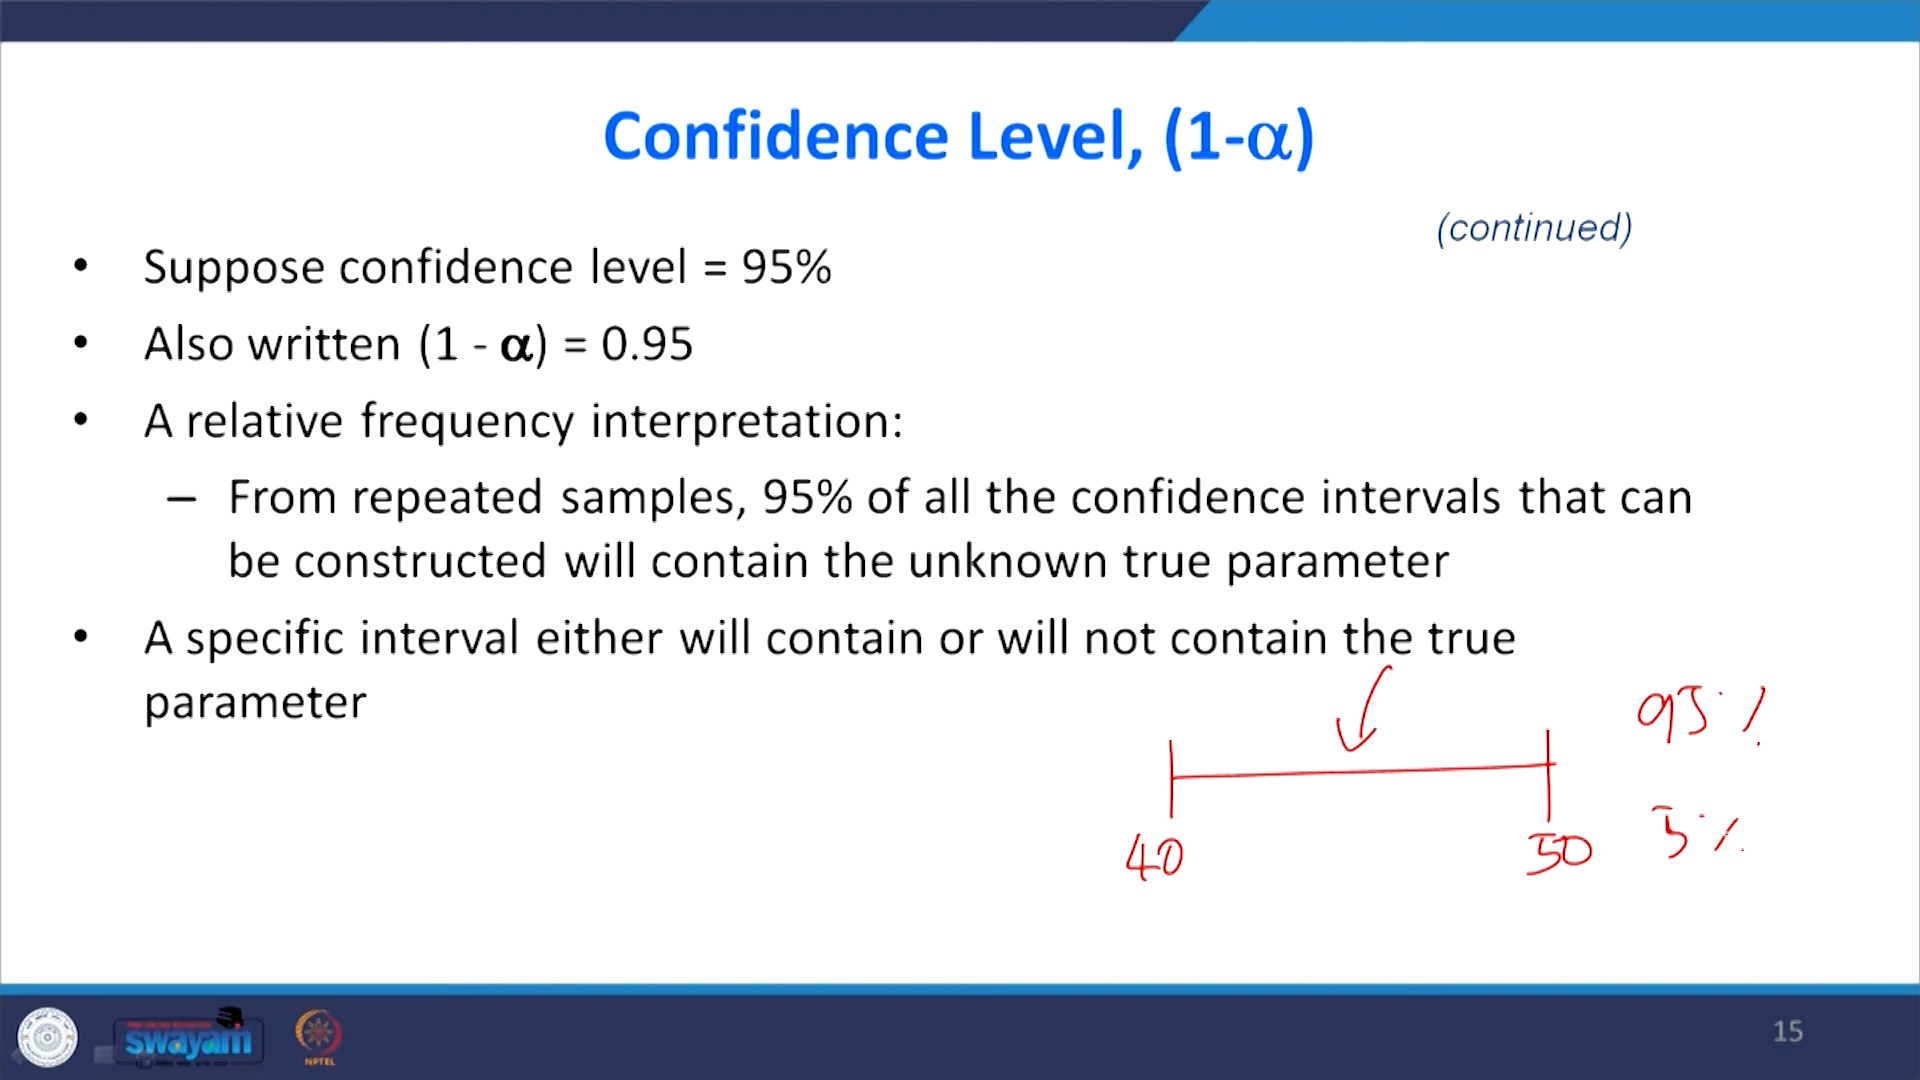 Confidence Level, (1-α)
(continued)
• Suppose confidence level = 95%
• Also written (1 - α) = 0.95
• A relative frequency interpretation:
– From repeated samples, 95% of all the confidence intervals that can
be constructed will contain the unknown true parameter
• A specific interval either will contain or will not contain the true
parameter
95%
40 50 5%
swayam
NPTEL
15